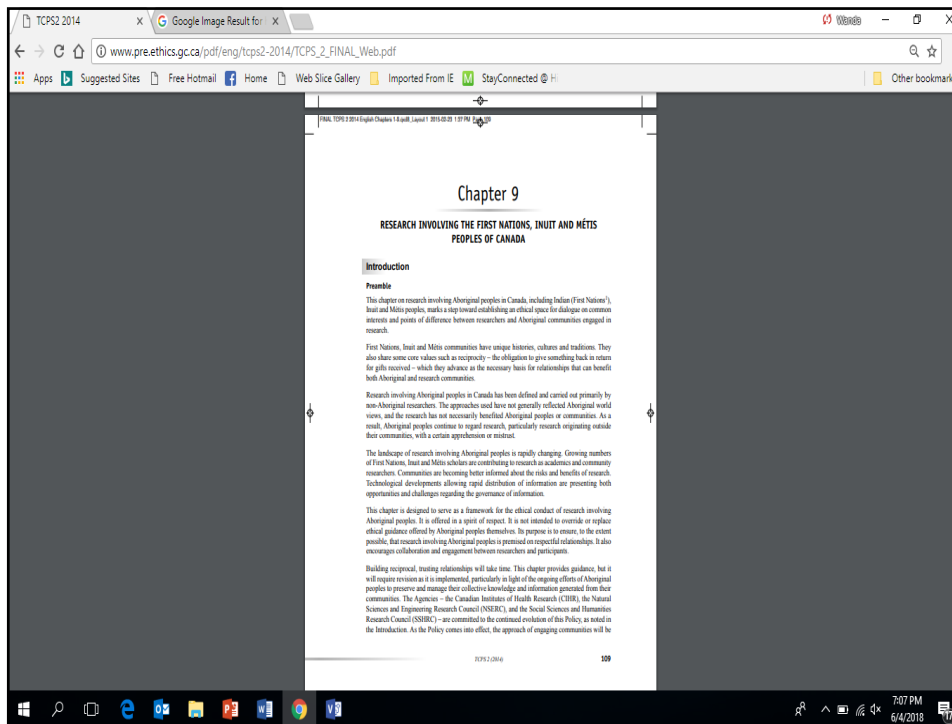 TCPS2 2014
Google Image Result for
Wanda
www.pre.ethics.gc.ca/pdf/eng/tcps2-2014/TCPS_2_FINAL_Web.pdf
Apps Suggested Sites Free Hotmail Home Web Slice Gallery Imported From IE StayConnected @ H
Other bookmark
FINAL TCPS 2 2014 English Chapters 1-9.qxd8_Layout 1 2015-02-23 1:37 PM Page 109
Chapter 9
RESEARCH INVOLVING THE FIRST NATIONS, INUIT AND MÉTIS
PEOPLES OF CANADA
Introduction
Preamble
This chapter on research involving Aboriginal peoples in Canada, including Indian (First Nations¹),
Inuit and Métis peoples, marks a step toward establishing an ethical space for dialogue on common
interests and points of difference between researchers and Aboriginal communities engaged in
research.
First Nations, Inuit and Métis communities have unique histories, cultures and traditions. They
also share some core values such as reciprocity – the obligation to give something back in return
for gifts received – which they advance as the necessary basis for relationships that can benefit
both Aboriginal and research communities.
Research involving Aboriginal peoples in Canada has been defined and carried out primarily by
non-Aboriginal researchers. The approaches used have not generally reflected Aboriginal world
views, and the research has not necessarily benefited Aboriginal peoples or communities. As a
result, Aboriginal peoples continue to regard research, particularly research originating outside
their communities, with a certain apprehension or mistrust.
The landscape of research involving Aboriginal peoples is rapidly changing. Growing numbers
of First Nations, Inuit and Métis scholars are contributing to research as academics and community
researchers. Communities are becoming better informed about the risks and benefits of research.
Technological developments allowing rapid distribution of information are presenting both
opportunities and challenges regarding the governance of information.
This chapter is designed to serve as a framework for the ethical conduct of research involving
Aboriginal peoples. It is offered in a spirit of respect. It is not intended to override or replace
ethical guidance offered by Aboriginal peoples themselves. Its purpose is to ensure, to the extent
possible, that research involving Aboriginal peoples is premised on respectful relationships. It also
encourages collaboration and engagement between researchers and participants.
Building reciprocal, trusting relationships will take time. This chapter provides guidance, but it
will require revision as it is implemented, particularly in light of the ongoing efforts of Aboriginal
peoples to preserve and manage their collective knowledge and information generated from their
communities. The Agencies – the Canadian Institutes of Health Research (CIHR), the Natural
Sciences and Engineering Research Council (NSERC), and the Social Sciences and Humanities
Research Council (SSHRC) – are committed to the continued evolution of this Policy, as noted in
the Introduction. As the Policy comes into effect, the approach of engaging communities will be
TCPS 2 (2014)
109
7:07 PM
6/4/2018